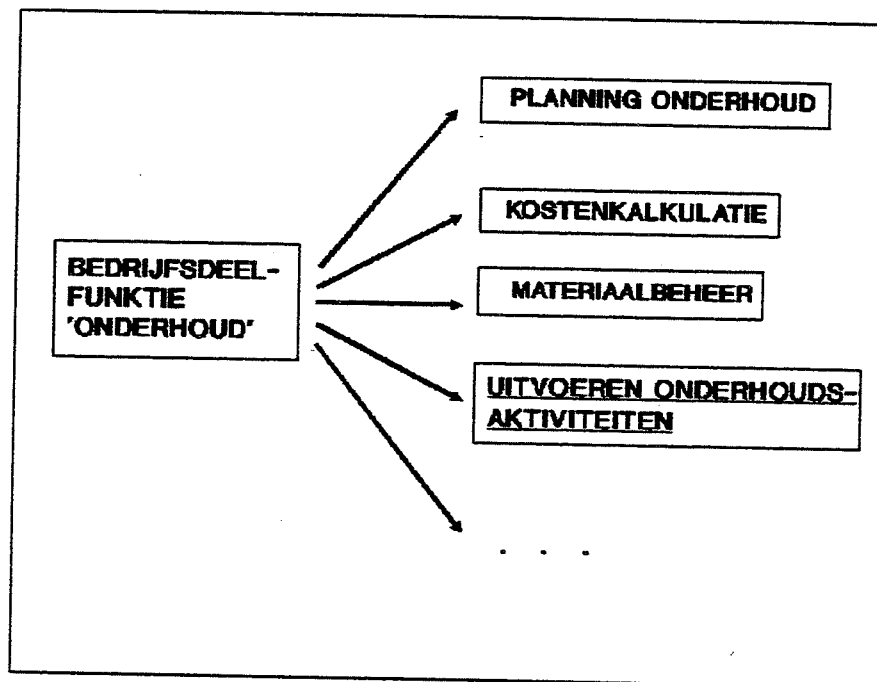 PLANNING ONDERHOUD
KOSTENKALKULATIE
BEDRIJFSDEEL-
FUNKTIE
'ONDERHOUD'
MATERIAALBEHEER
UITVOEREN ONDERHOUDS-
AKTIVITEITEN
. . .